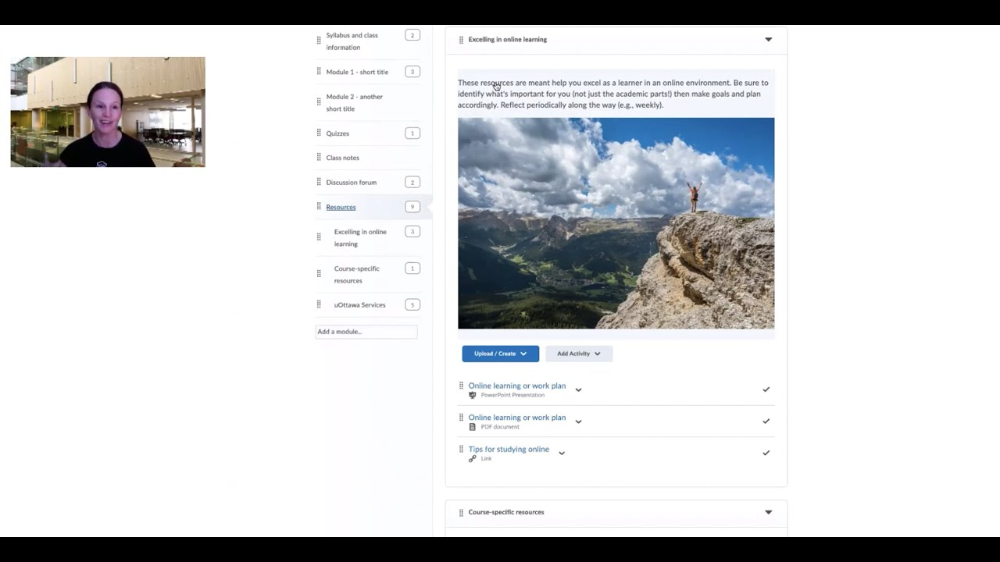 Syllabus and class
information
2
Module 1 - short title
3
Module 2 - another
short title
Quizzes
1
Class notes
Discussion forum
2
Resources
9
Excelling in online
learning
3
Course-specific
resources
1
uOttawa Services
5
Add a module...
Excelling in online learning
These resources are meant help you excel as a learner in an online environment. Be sure to
identify what's important for you (not just the academic parts!) then make goals and plan
accordingly. Reflect periodically along the way (e.g., weekly).
Upload / Create
Add Activity
Online learning or work plan
PowerPoint Presentation
Online learning or work plan
PDF document
Tips for studying online
Link
Course-specific resources